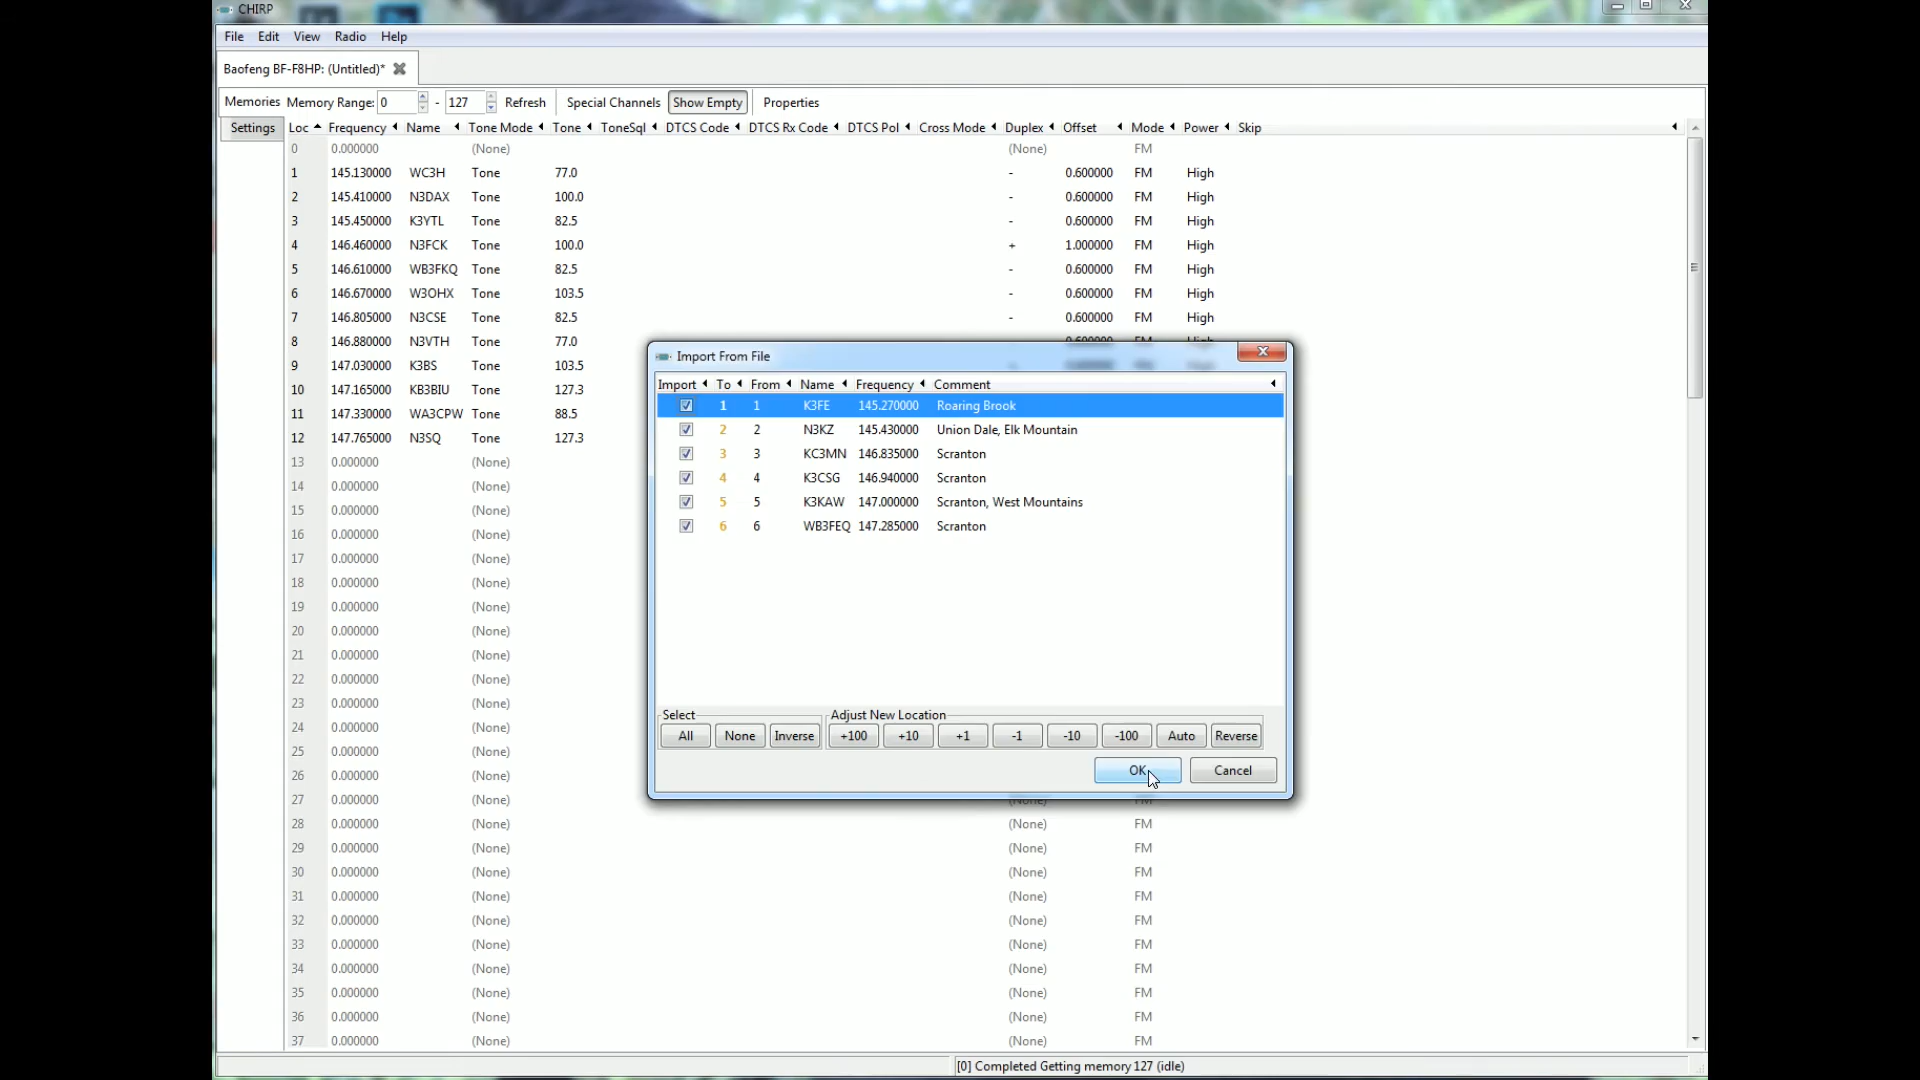 CHIRP
File Edit View Radio Help
Baofeng BF-F8HP: (Untitled)*
Memories Memory Range: 0 - 127 Refresh Special Channels Show Empty Properties
Settings
Loc Frequency Name Tone Mode Tone ToneSql DTCS Code DTCS Rx Code DTCS Pol Cross Mode Duplex Offset Mode Power Skip
0 0.000000 (None) (None) FM
1 145.130000 WC3H Tone 77.0 - 0.600000 FM High
2 145.410000 N3DAX Tone 100.0 - 0.600000 FM High
3 145.450000 K3YTL Tone 82.5 - 0.600000 FM High
4 146.460000 N3FCK Tone 100.0 + 1.000000 FM High
5 146.610000 WB3FKQ Tone 82.5 - 0.600000 FM High
6 146.670000 W3OHX Tone 103.5 - 0.600000 FM High
7 146.805000 N3CSE Tone 82.5 - 0.600000 FM High
8 146.880000 N3VTH Tone 77.0
9 147.030000 K3BS Tone 103.5
10 147.165000 KB3BIU Tone 127.3
11 147.330000 WA3CPW Tone 88.5
12 147.765000 N3SQ Tone 127.3
13 0.000000 (None)
14 0.000000 (None)
15 0.000000 (None)
16 0.000000 (None)
17 0.000000 (None)
18 0.000000 (None)
19 0.000000 (None)
20 0.000000 (None)
21 0.000000 (None)
22 0.000000 (None)
23 0.000000 (None)
24 0.000000 (None)
25 0.000000 (None)
26 0.000000 (None)
27 0.000000 (None) (None) FM
28 0.000000 (None) (None) FM
29 0.000000 (None) (None) FM
30 0.000000 (None) (None) FM
31 0.000000 (None) (None) FM
32 0.000000 (None) (None) FM
33 0.000000 (None) (None) FM
34 0.000000 (None) (None) FM
35 0.000000 (None) (None) FM
36 0.000000 (None) (None) FM
37 0.000000 (None) (None) FM
Import From File
Import To From Name Frequency Comment
1 1 K3FE 145.270000 Roaring Brook
2 2 N3KZ 145.430000 Union Dale, Elk Mountain
3 3 KC3MN 146.835000 Scranton
4 4 K3CSG 146.940000 Scranton
5 5 K3KAW 147.000000 Scranton, West Mountains
6 6 WB3FEQ 147.285000 Scranton
Select Adjust New Location
All None Inverse +100 +10 +1 -1 -10 -100 Auto Reverse
OK Cancel
[0] Completed Getting memory 127 (idle)